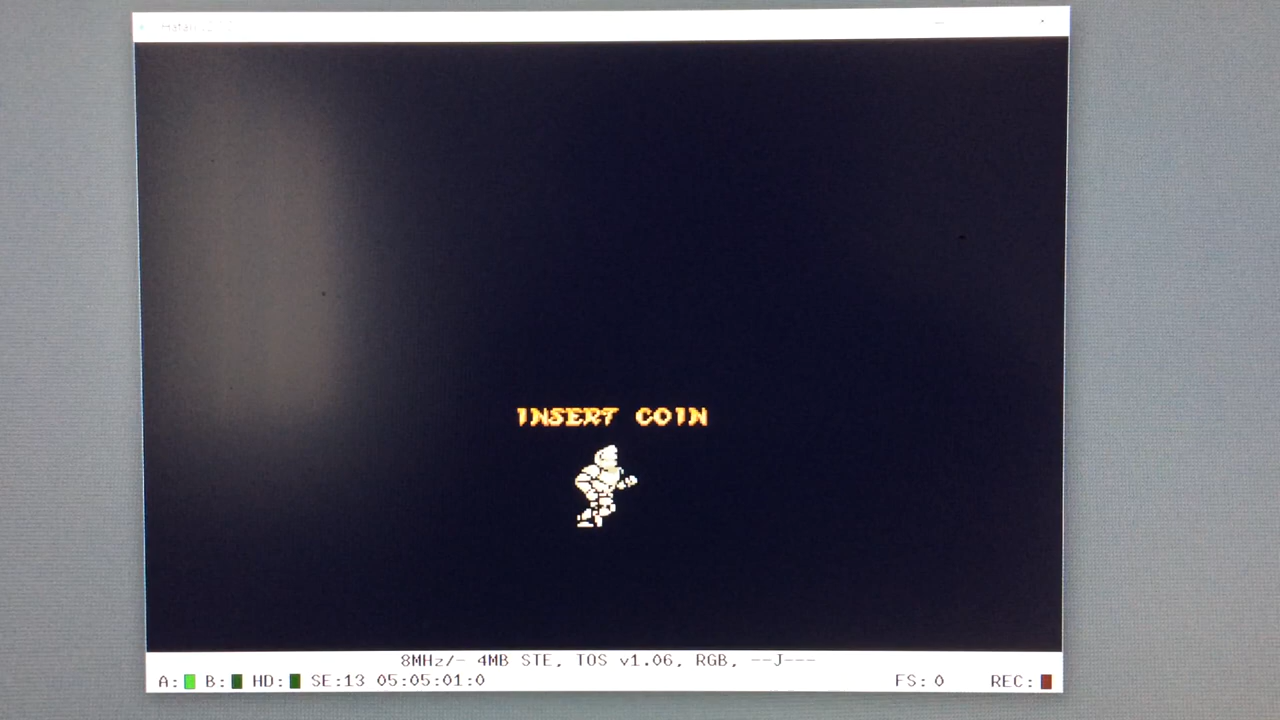 INSERT COIN
8MHz/- 4MB STE, TOS v1.06, RGB, --J---
A: B: HD: SE:13 05:05:01:0 FS: 0 REC: